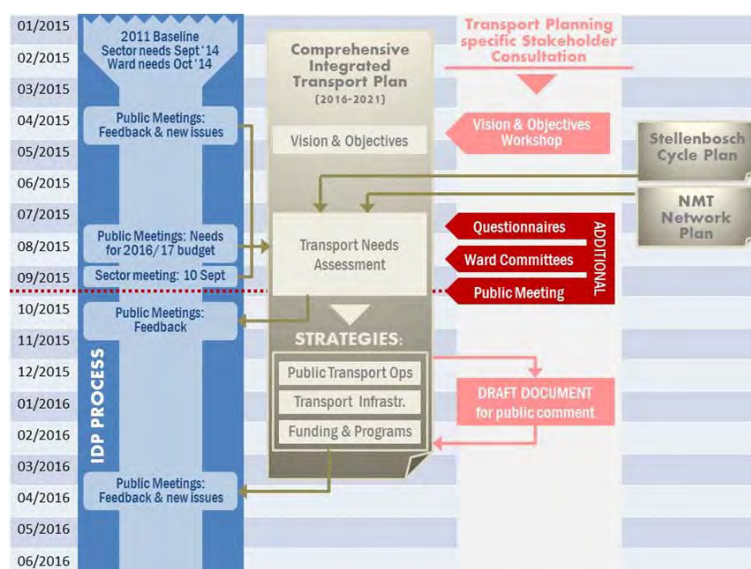 01/2015
02/2015
03/2015
04/2015
05/2015
06/2015
07/2015
08/2015
09/2015
10/2015
11/2015
12/2015
01/2016
02/2016
03/2016
04/2016
05/2016
06/2016
2011 Baseline
Sector needs Sept '14
Ward needs Oct '14
Public Meetings:
Feedback & new issues
Public Meetings: Needs
for 2016/17 budget
Sector meeting: 10 Sept
Public Meetings:
Feedback
IDP PROCESS
Public Meetings:
Feedback & new issues
Comprehensive
Integrated
Transport Plan
[2016-2021]
Vision & Objectives
Transport Needs
Assessment
STRATEGIES:
Public Transport Ops
Transport Infrastr.
Funding & Programs
Transport Planning
specific Stakeholder
Consultation
Vision & Objectives
Workshop
Questionnaires
Ward Committees
Public Meeting
ADDITIONAL
DRAFT DOCUMENT
for public comment
Stellenbosch
Cycle Plan
NMT
Network
Plan